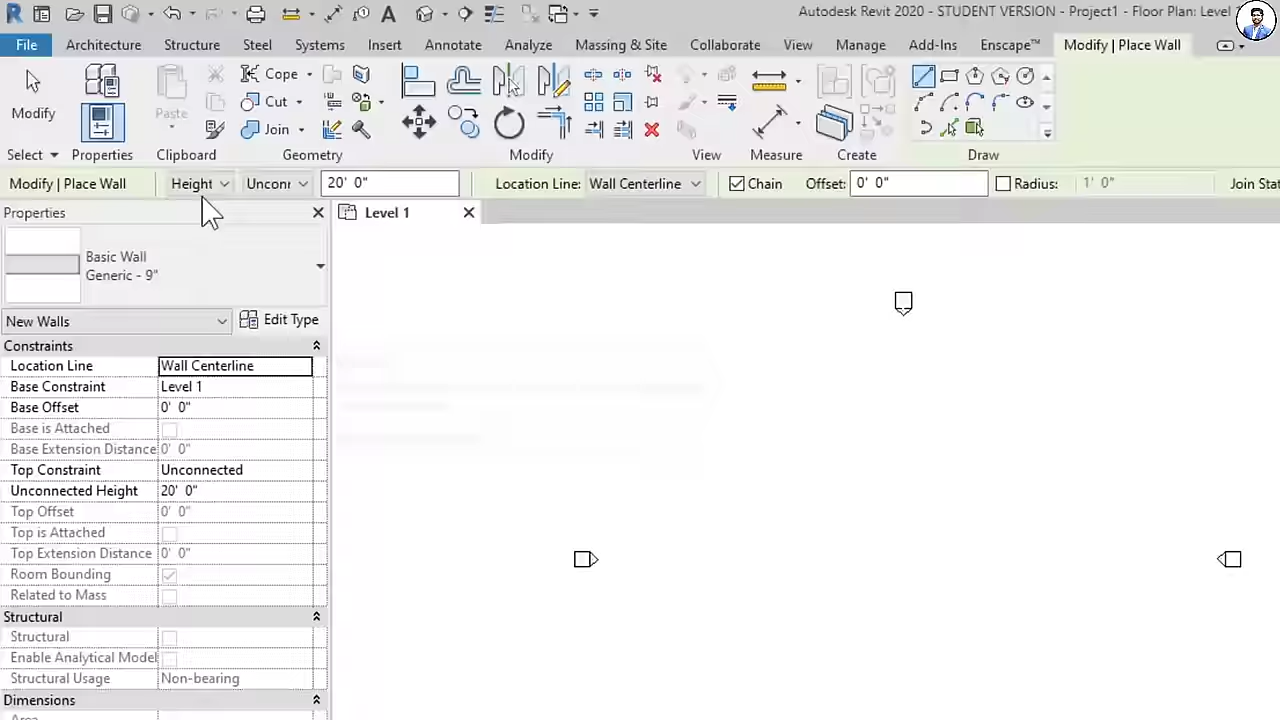 Autodesk Revit 2020 - STUDENT VERSION - Project1 - Floor Plan: Level
File Architecture Structure Steel Systems Insert Annotate Analyze Massing & Site Collaborate View Manage Add-Ins Enscape™ Modify | Place Wall
Modify Paste Cope Cut Join
Select Properties Clipboard Geometry Modify View Measure Create Draw
Modify | Place Wall Height Unconr 20' 0" Location Line: Wall Centerline Chain Offset: 0' 0" Radius: 1' 0" Join Stat
Properties Level 1
Basic Wall
Generic - 9"
New Walls Edit Type
Constraints
Location Line Wall Centerline
Base Constraint Level 1
Base Offset 0' 0"
Base is Attached
Base Extension Distance 0' 0"
Top Constraint Unconnected
Unconnected Height 20' 0"
Top Offset 0' 0"
Top is Attached
Top Extension Distance 0' 0"
Room Bounding
Related to Mass
Structural
Structural
Enable Analytical Model
Structural Usage Non-bearing
Dimensions